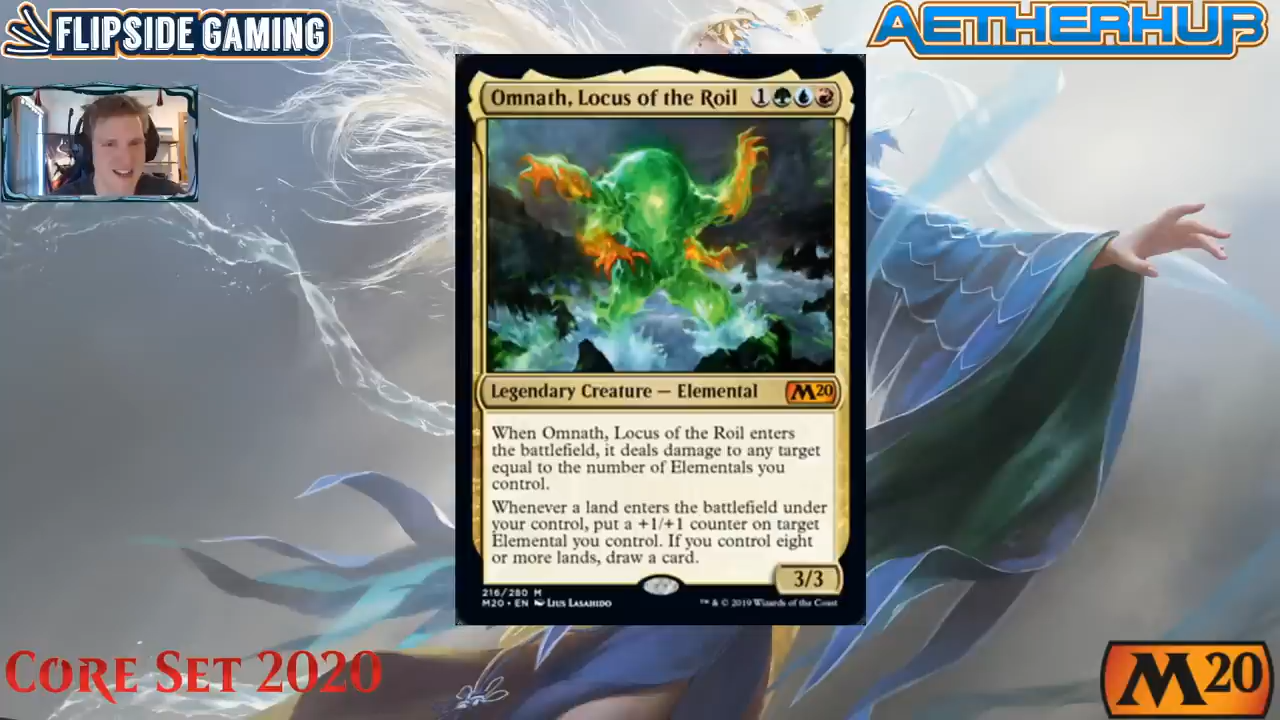 FLIPSIDE GAMING
AETHERHUB
Omnath, Locus of the Roil 1
Legendary Creature — Elemental M20
When Omnath, Locus of the Roil enters
the battlefield, it deals damage to any target
equal to the number of Elementals you
control.
Whenever a land enters the battlefield under
your control, put a +1/+1 counter on target
Elemental you control. If you control eight
or more lands, draw a card.
3/3
216/280 M
M20 • EN Lius Lasahido
™ & © 2019 Wizards of the Coast
Core Set 2020
M20